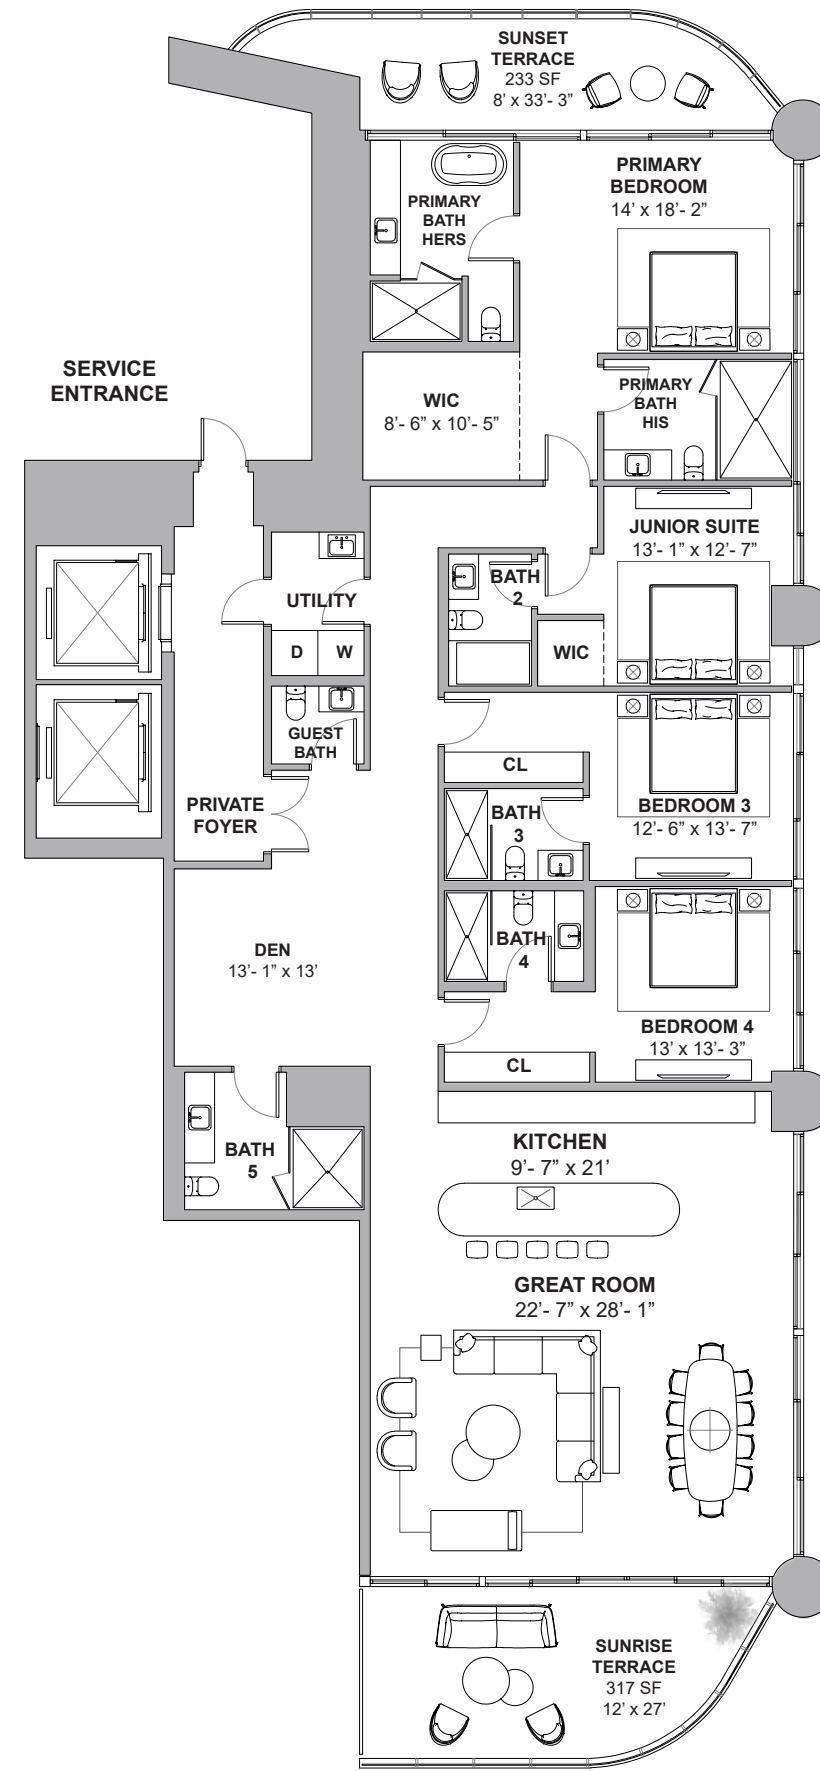 SUNSET
TERRACE
233 SF
8' x 33'- 3”
PRIMARY
BEDROOM
14’ x 18’- 2”
PRIMARY
BATH
HERS
SERVICE
ENTRANCE
WIC
8’- 6” x 10’- 5”
PRIMARY
BATH
HIS
JUNIOR SUITE
13’- 1” x 12’- 7”
BATH
2
UTILITY
D W
WIC
GUEST
BATH
CL
PRIVATE
FOYER
BEDROOM 3
12’- 6” x 13’- 7”
BATH
3
DEN
13’- 1” x 13’
BATH
4
BEDROOM 4
13’ x 13’- 3”
CL
BATH
5
KITCHEN
9’- 7” x 21’
GREAT ROOM
22’- 7” x 28’- 1”
SUNRISE
TERRACE
317 SF
12’ x 27’